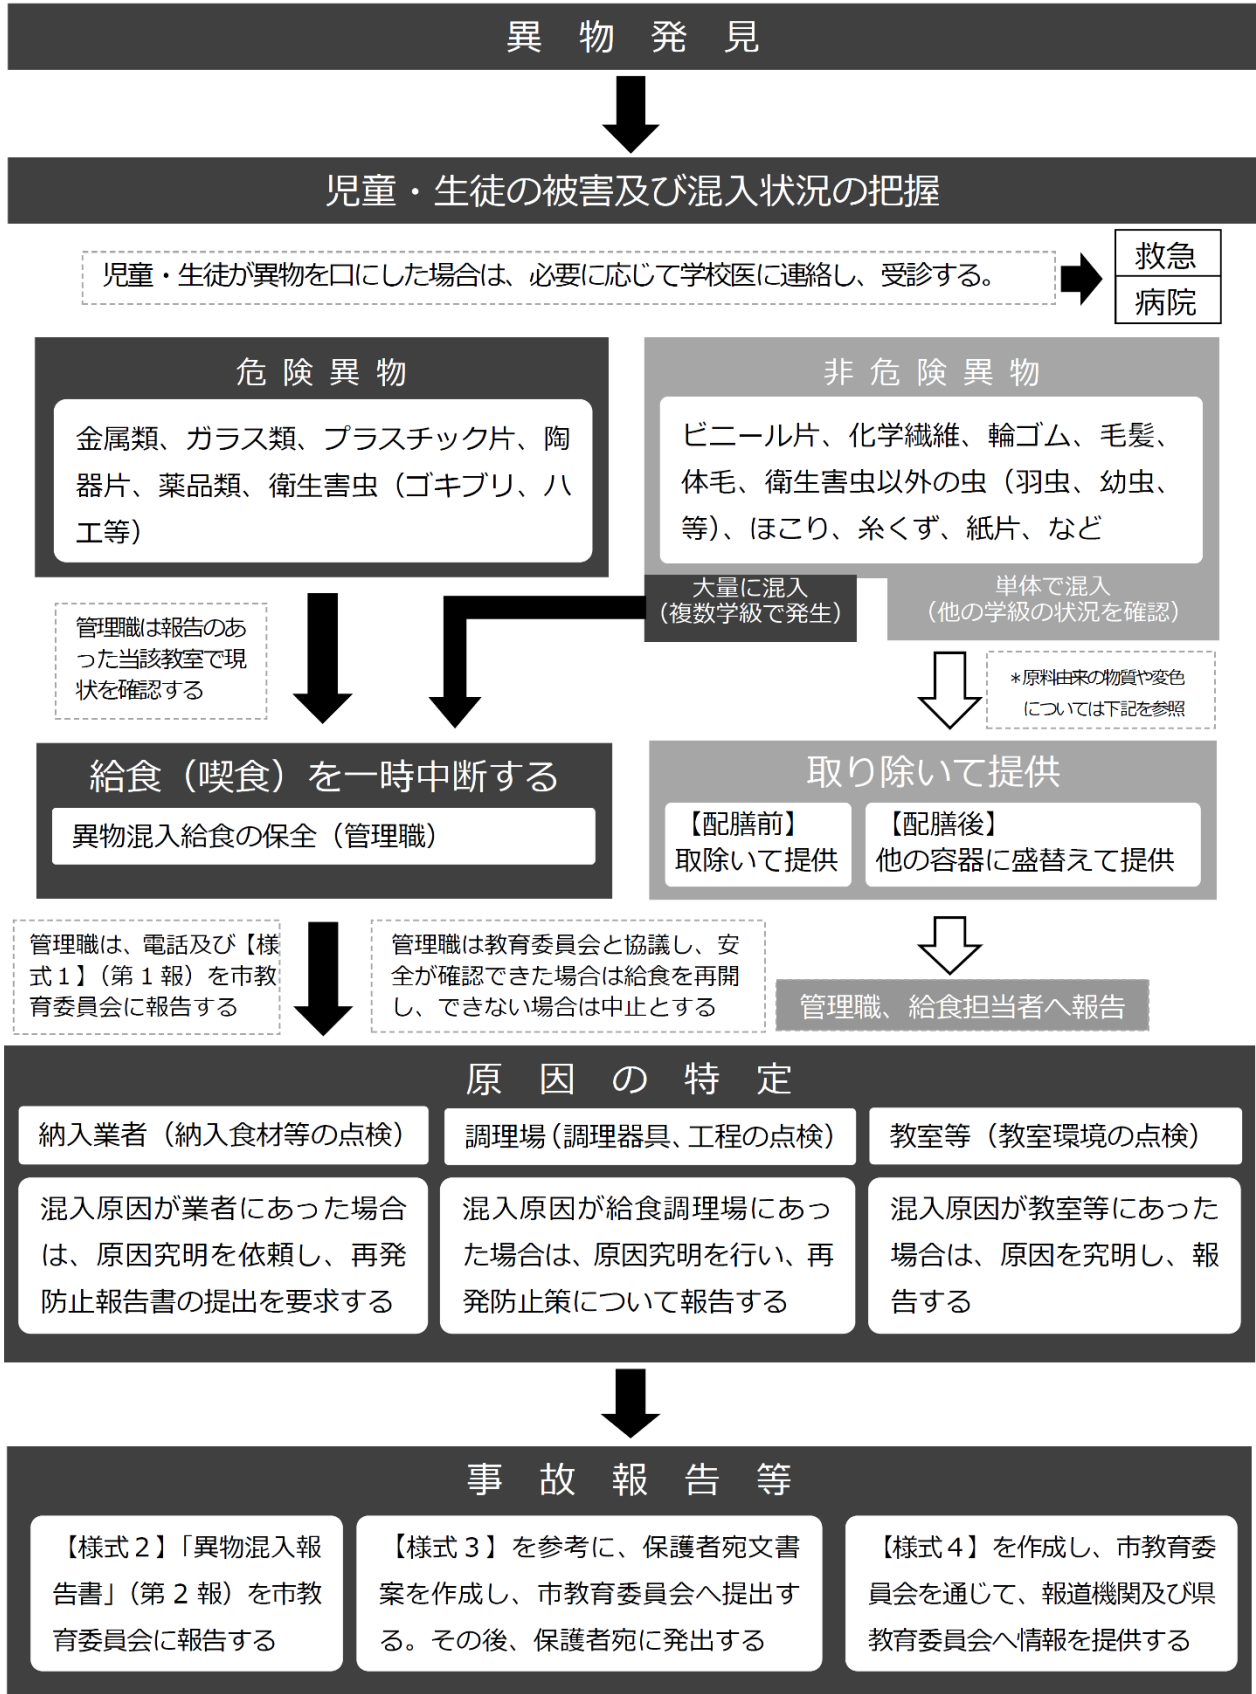 異物発見
児童・生徒の被害及び混入状況の把握
児童・生徒が異物を口にした場合は、必要に応じて学校医に連絡し、受診する。
救急
病院
危険異物
金属類、ガラス類、プラスチック片、陶
器片、薬品類、衛生害虫（ゴキブリ、ハ
エ等）
非危険異物
ビニール片、化学繊維、輪ゴム、毛髪、
体毛、衛生害虫以外の虫（羽虫、幼虫、
等）、ほこり、糸くず、紙片、など
大量に混入
（複数学級で発生）
単体で混入
（他の学級の状況を確認）
管理職は報告のあ
った当該教室で現
状を確認する
＊原料由来の物質や変色
については下記を参照
給食（喫食）を一時中断する
異物混入給食の保全（管理職）
取り除いて提供
【配膳前】
取除いて提供
【配膳後】
他の容器に盛替えて提供
管理職は、電話及び【様
式１】（第１報）を市教
育委員会に報告する
管理職は教育委員会と協議し、安
全が確認できた場合は給食を再開
し、できない場合は中止とする
管理職、給食担当者へ報告
原因の特定
納入業者（納入食材等の点検）
混入原因が業者にあった場合
は、原因究明を依頼し、再発
防止報告書の提出を要求する
調理場（調理器具、工程の点検）
混入原因が給食調理場にあっ
た場合は、原因究明を行い、再
発防止策について報告する
教室等（教室環境の点検）
混入原因が教室等にあった
場合は、原因を究明し、報
告する
事故報告等
【様式２】「異物混入報
告書」（第２報）を市教
育委員会に報告する
【様式３】を参考に、保護者宛文書
案を作成し、市教育委員会へ提出す
る。その後、保護者宛に発出する
【様式４】を作成し、市教育委
員会を通じて、報道機関及び県
教育委員会へ情報を提供する